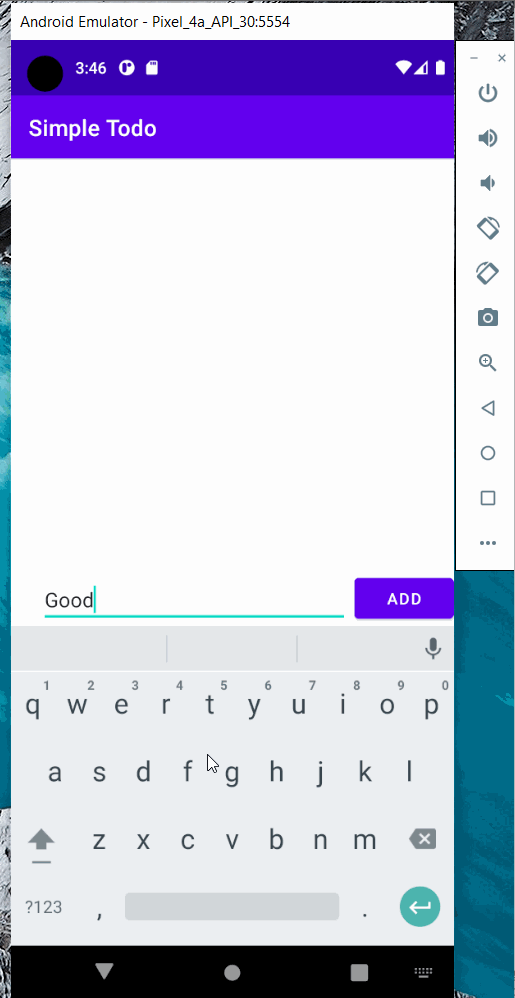 Android Emulator - Pixel_4a_API_30:5554
3:46
Simple Todo
Good
ADD
1 2 3 4 5 6 7 8 9 0
q w e r t y u i o p
a s d f g h j k l
z x c v b n m
?123 , .